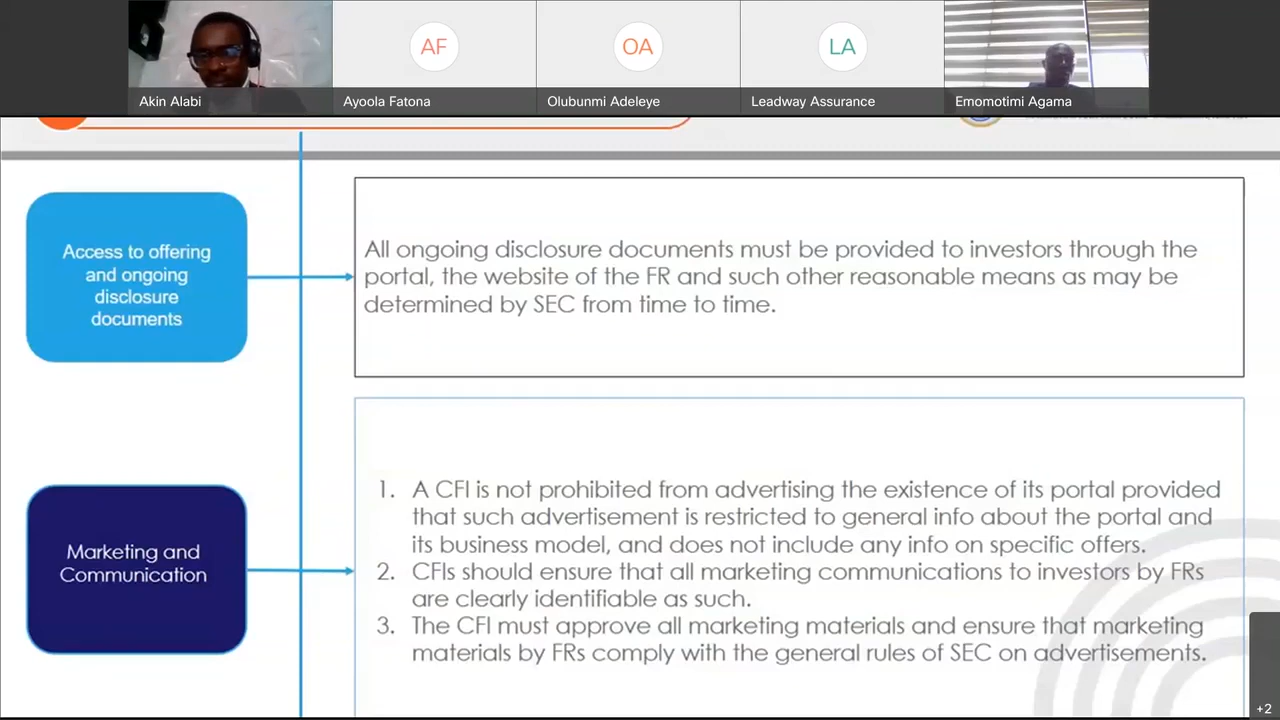 AF
OA
LA
Akin Alabi
Ayoola Fatona
Olubunmi Adeleye
Leadway Assurance
Emomotimi Agama
Access to offering
and ongoing
disclosure
documents
All ongoing disclosure documents must be provided to investors through the
portal, the website of the FR and such other reasonable means as may be
determined by SEC from time to time.
Marketing and
Communication
1. A CFI is not prohibited from advertising the existence of its portal provided
that such advertisement is restricted to general info about the portal and
its business model, and does not include any info on specific offers.
2. CFIs should ensure that all marketing communications to investors by FRs
are clearly identifiable as such.
3. The CFI must approve all marketing materials and ensure that marketing
materials by FRs comply with the general rules of SEC on advertisements.
+2